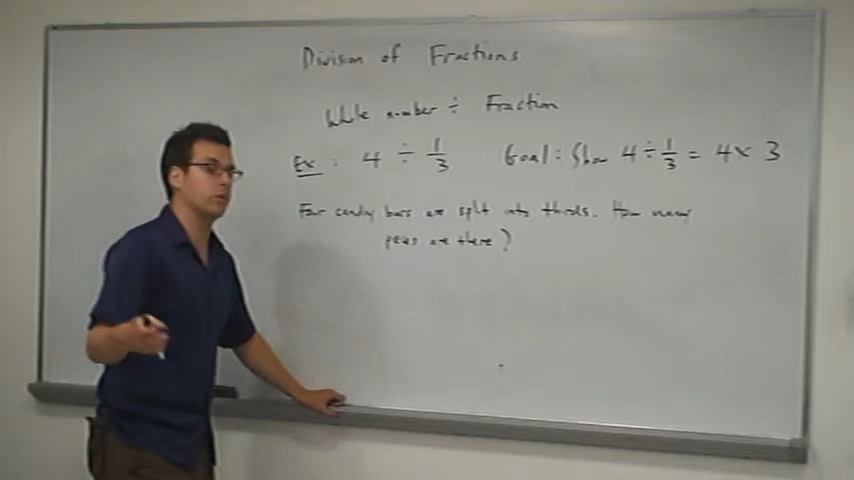 Division of Fractions
Whole number ÷ Fraction
Ex : 4 ÷ 1/3 Goal : Show 4 ÷ 1/3 = 4 × 3
Four candy bars are split into thirds. How many
pieces are there?